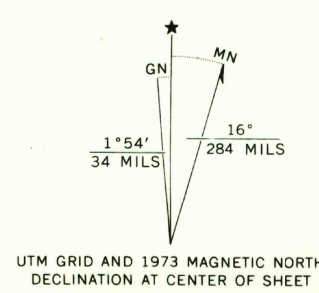 ★
GN
MN
1°54′
34 MILS
16°
284 MILS
UTM GRID AND 1973 MAGNETIC NORTH
DECLINATION AT CENTER OF SHEET